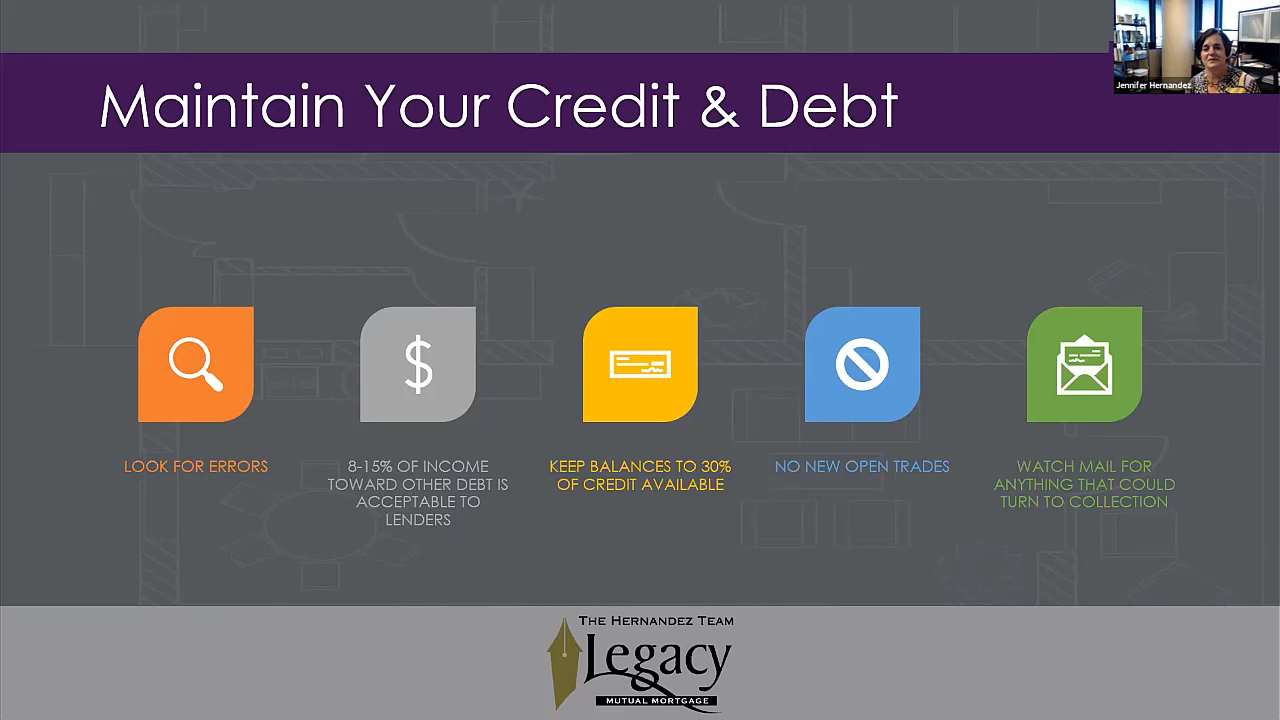 Maintain Your Credit & Debt
Jennifer Hernandez
$
LOOK FOR ERRORS
8-15% OF INCOME
TOWARD OTHER DEBT IS
ACCEPTABLE TO
LENDERS
KEEP BALANCES TO 30%
OF CREDIT AVAILABLE
NO NEW OPEN TRADES
WATCH MAIL FOR
ANYTHING THAT COULD
TURN TO COLLECTION
THE HERNANDEZ TEAM
Legacy
MUTUAL MORTGAGE